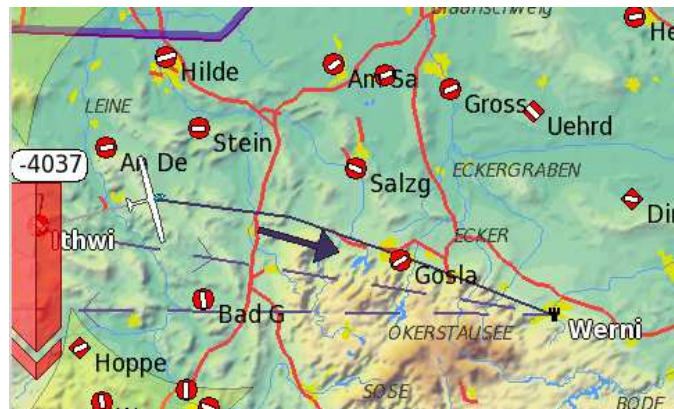 Braunschweig
He
Hilde
Am Sa
Gross
LEINE
Uehrd
Stein
An De
ECKERGRABEN
-4037
Salzg
Din
Ithwi
ECKER
Gosla
Bad G
OKERSTAUSEE
Werni
Hoppe
SOSE
BODE